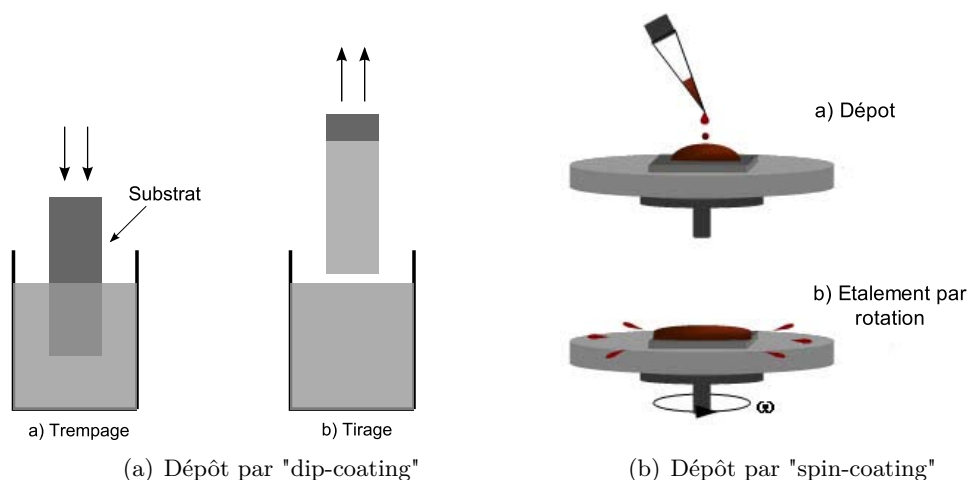 Substrat
a) Trempage
b) Tirage
(a) Dépôt par "dip-coating"
a) Dépot
b) Etalement par
rotation
ω
(b) Dépôt par "spin-coating"